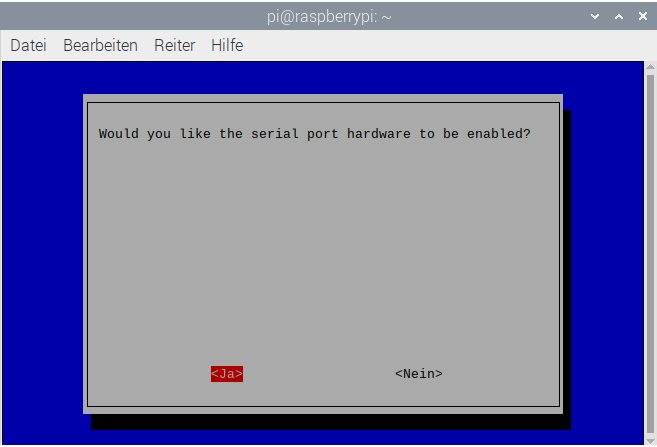 pi@raspberrypi: ~
Datei Bearbeiten Reiter Hilfe
Would you like the serial port hardware to be enabled?
<Ja> <Nein>